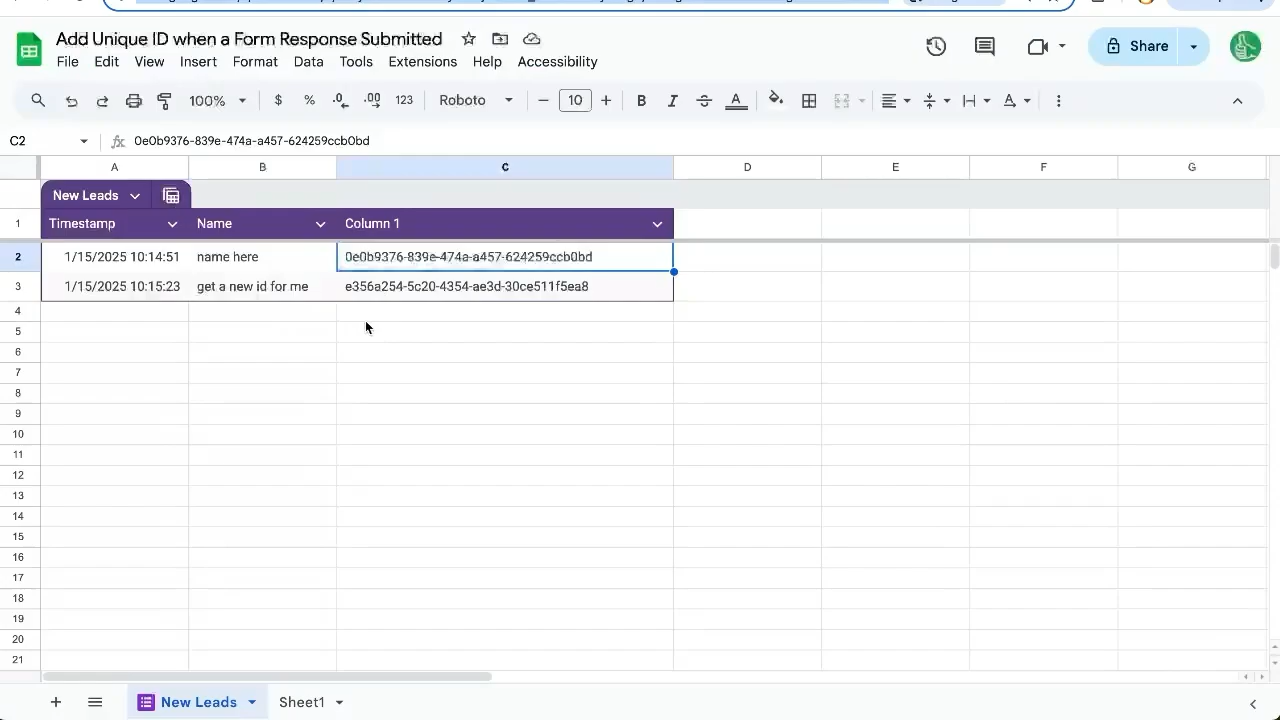 Add Unique ID when a Form Response Submitted
File Edit View Insert Format Data Tools Extensions Help Accessibility
Share
100% $ % .0 .00 123 Roboto 10 B I S A A
C2 fx 0e0b9376-839e-474a-a457-624259ccb0bd
A B C D E F G
New Leads
1 Timestamp Name Column 1
2 1/15/2025 10:14:51 name here 0e0b9376-839e-474a-a457-624259ccb0bd
3 1/15/2025 10:15:23 get a new id for me e356a254-5c20-4354-ae3d-30ce511f5ea8
4
5
6
7
8
9
10
11
12
13
14
15
16
17
18
19
20
21
New Leads Sheet1